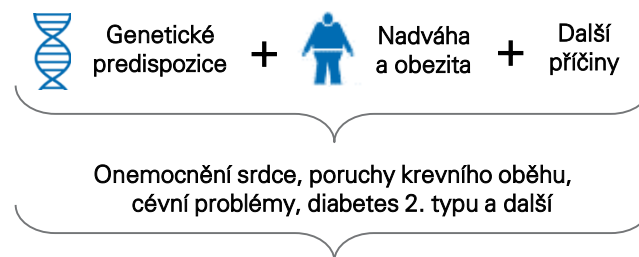 Genetické
predispozice
+
Nadváha
a obezita
+
Další
příčiny
Onemocnění srdce, poruchy krevního oběhu,
cévní problémy, diabetes 2. typu a další